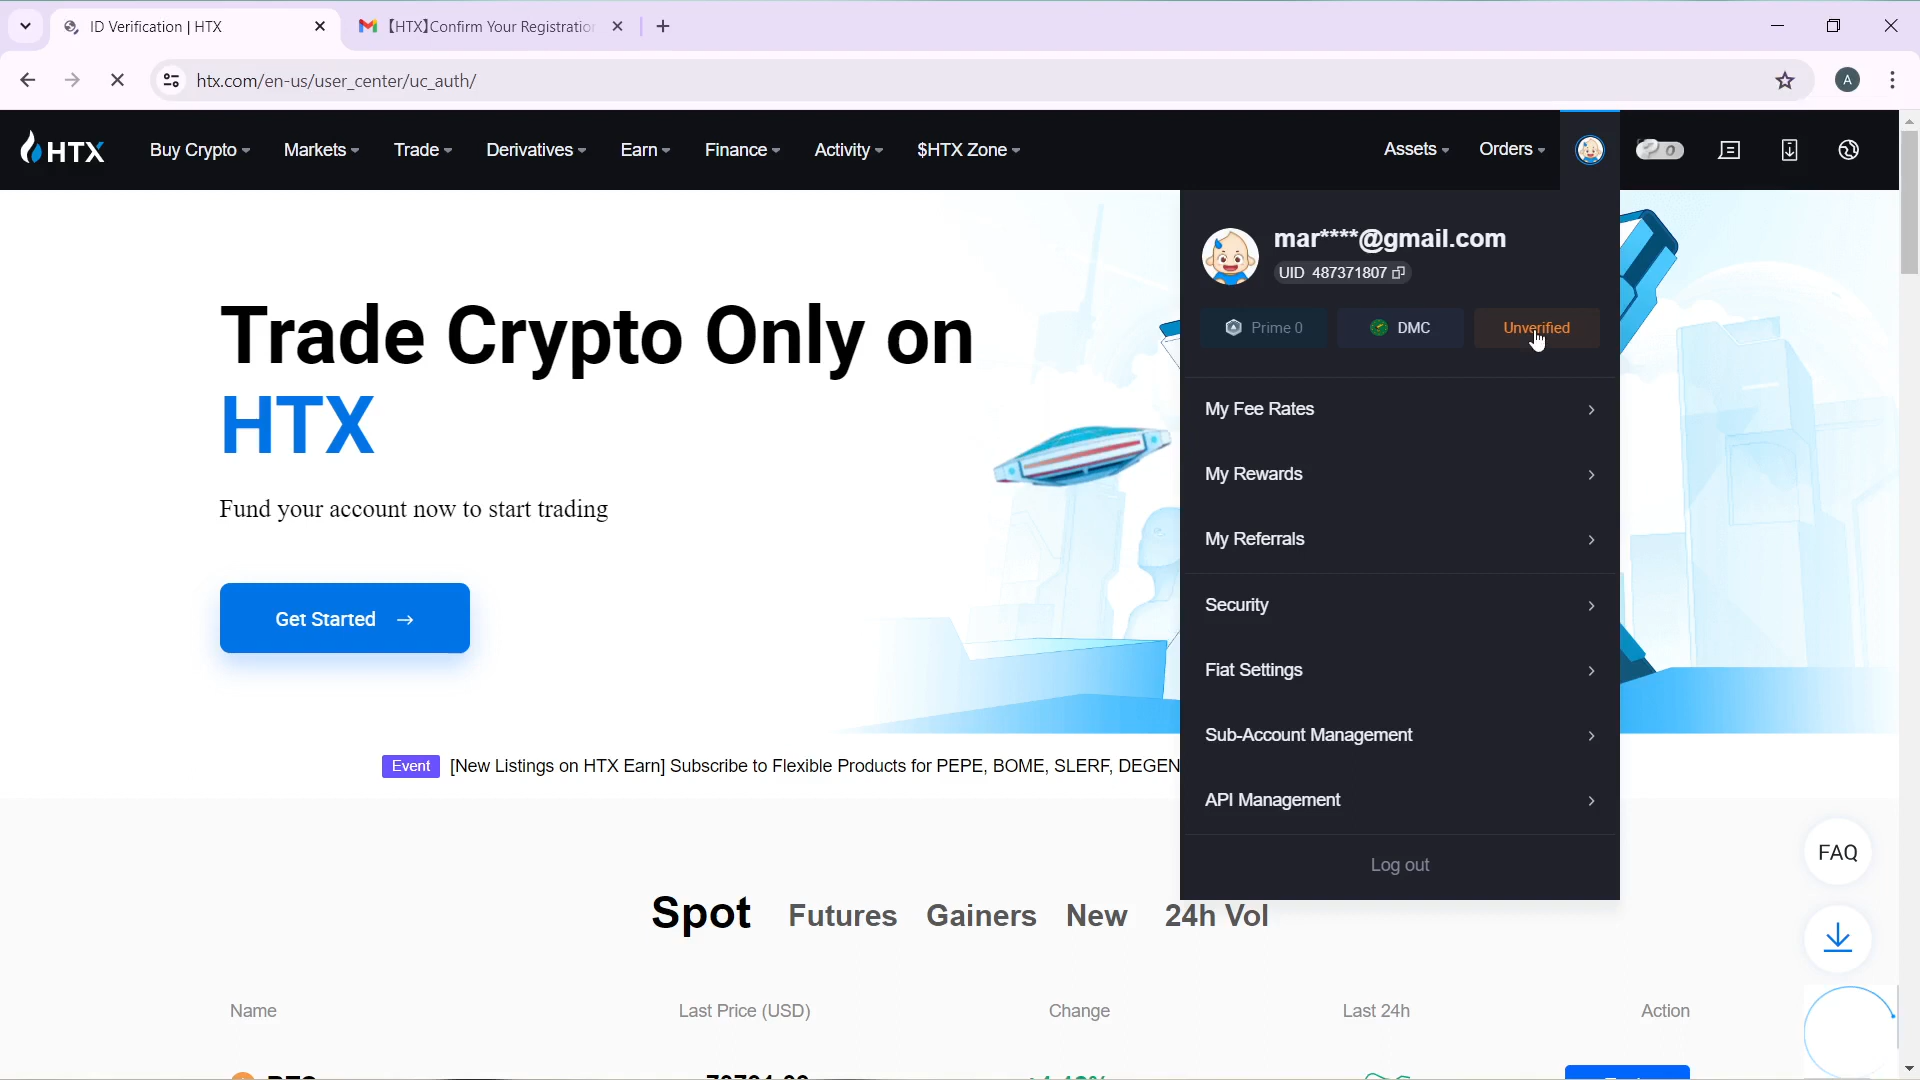 ID Verification | HTX
【HTX】Confirm Your Registration
A
htx.com/en-us/user_center/uc_auth/
HTX
Buy Crypto
Markets
Trade
Derivatives
Earn
Finance
Activity
$HTX Zone
Assets
Orders
0
mar****@gmail.com
UID 487371807
Prime 0
DMC
Unverified
My Fee Rates
My Rewards
My Referrals
Security
Fiat Settings
Sub-Account Management
API Management
Log out
Trade Crypto Only on
HTX
Fund your account now to start trading
Get Started →
Event [New Listings on HTX Earn] Subscribe to Flexible Products for PEPE, BOME, SLERF, DEGEN
FAQ
Spot
Futures
Gainers
New
24h Vol
Name
Last Price (USD)
Change
Last 24h
Action